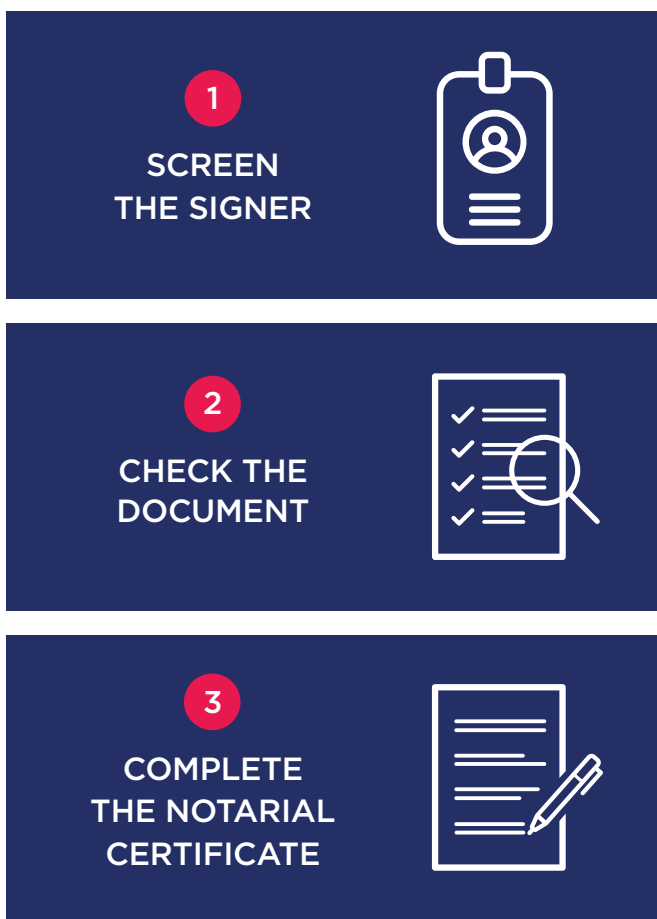 1
SCREEN
THE SIGNER
2
CHECK THE
DOCUMENT
3
COMPLETE
THE NOTARIAL
CERTIFICATE